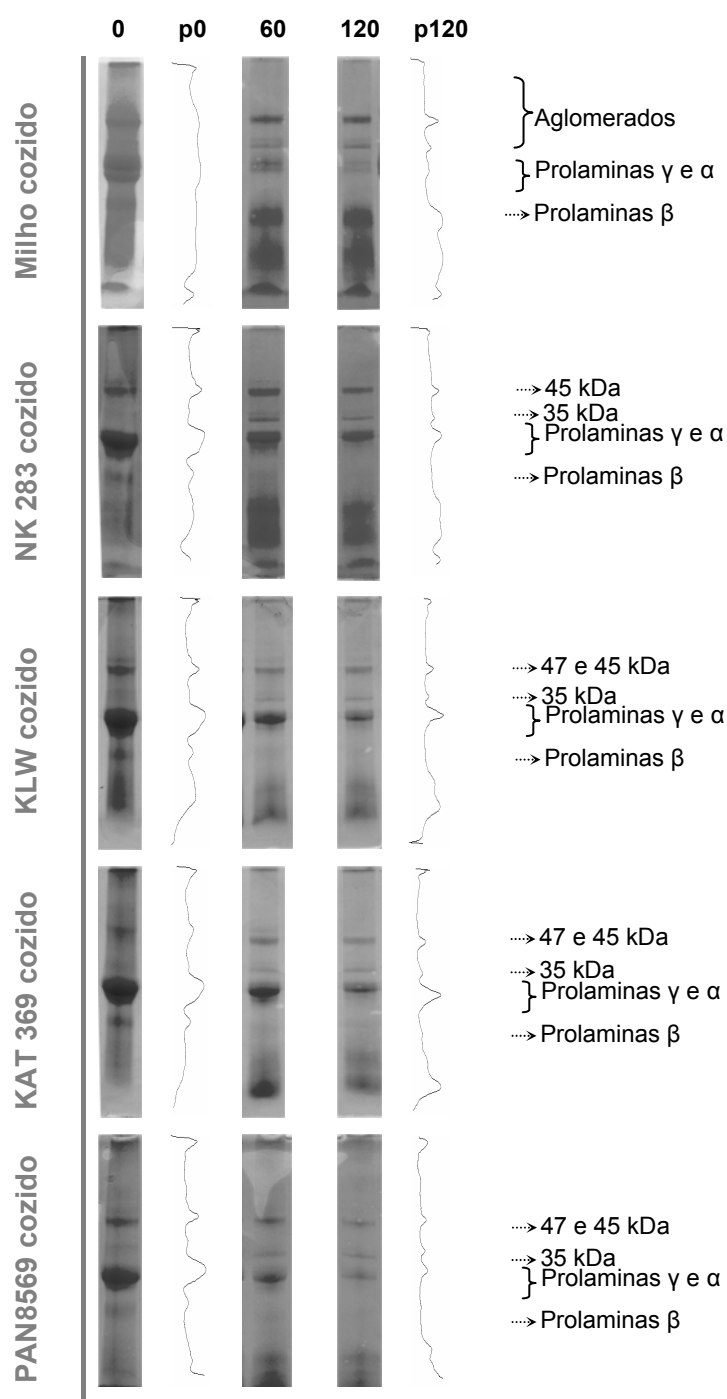 0 p0 60 120 p120
Milho cozido
Aglomerados
Prolaminas γ e α
Prolaminas β
NK 283 cozido
45 kDa
35 kDa
Prolaminas γ e α
Prolaminas β
KLW cozido
47 e 45 kDa
35 kDa
Prolaminas γ e α
Prolaminas β
KAT 369 cozido
47 e 45 kDa
35 kDa
Prolaminas γ e α
Prolaminas β
PAN8569 cozido
47 e 45 kDa
35 kDa
Prolaminas γ e α
Prolaminas β